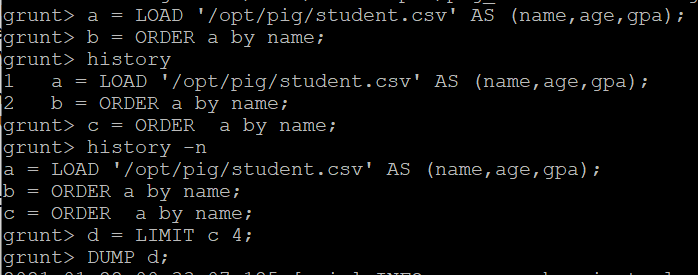 grunt> a = LOAD '/opt/pig/student.csv' AS (name,age,gpa);
grunt> b = ORDER a by name;
grunt> history
1   a = LOAD '/opt/pig/student.csv' AS (name,age,gpa);
2   b = ORDER a by name;
grunt> c = ORDER  a by name;
grunt> history -n
a = LOAD '/opt/pig/student.csv' AS (name,age,gpa);
b = ORDER a by name;
c = ORDER  a by name;
grunt> d = LIMIT c 4;
grunt> DUMP d;